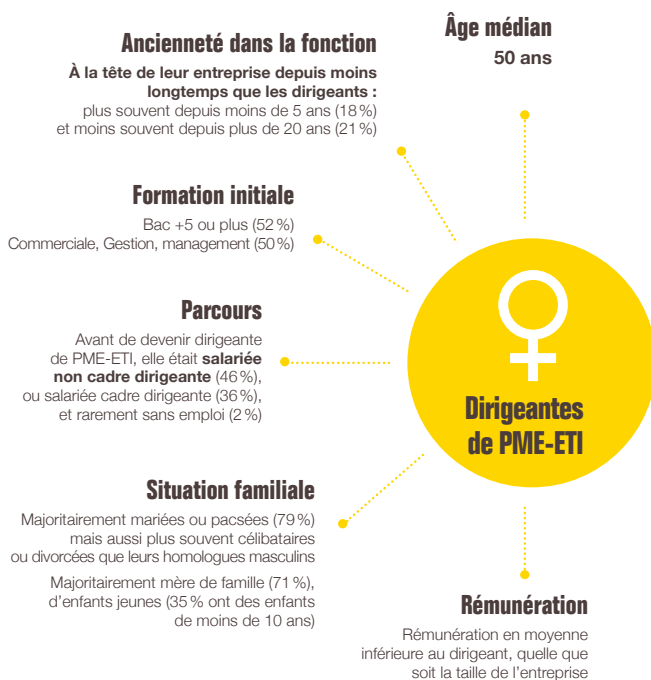 Âge médian
50 ans
Ancienneté dans la fonction
À la tête de leur entreprise depuis moins
longtemps que les dirigeants :
plus souvent depuis moins de 5 ans (18 %)
et moins souvent depuis plus de 20 ans (21 %)
Formation initiale
Bac +5 ou plus (52 %)
Commerciale, Gestion, management (50 %)
Parcours
Avant de devenir dirigeante
de PME-ETI, elle était salariée
non cadre dirigeante (46 %),
ou salariée cadre dirigeante (36 %),
et rarement sans emploi (2 %)
Dirigeantes
de PME-ETI
Situation familiale
Majoritairement mariées ou pacsées (79 %)
mais aussi plus souvent célibataires
ou divorcées que leurs homologues masculins
Majoritairement mère de famille (71 %),
d'enfants jeunes (35 % ont des enfants
de moins de 10 ans)
Rémunération
Rémunération en moyenne
inférieure au dirigeant, quelle que
soit la taille de l'entreprise